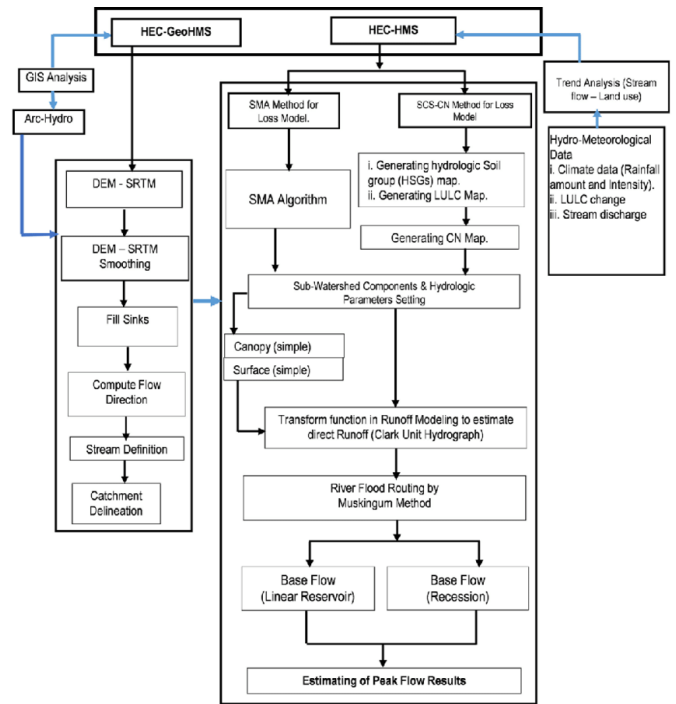 HEC-GeoHMS
HEC-HMS
GIS Analysis
Arc-Hydro
DEM - SRTM
DEM – SRTM
Smoothing
Fill Sinks
Compute Flow
Direction
Stream Definition
Catchment
Delineation
SMA Method for
Loss Model.
SCS-CN Method for Loss
Model
SMA Algorithm
i. Generating hydrologic Soil
group (HSGs) map.
ii. Generating LULC Map.
Generating CN Map.
Sub-Watershed Components & Hydrologic
Parameters Setting
Canopy (simple)
Surface (simple)
Transform function in Runoff Modeling to estimate
direct Runoff (Clark Unit Hydrograph)
River Flood Routing by
Muskingum Method
Base Flow
(Linear Reservoir)
Base Flow
(Recession)
Estimating of Peak Flow Results
Trend Analysis (Stream
flow – Land use)
Hydro-Meteorological
Data
i. Climate data (Rainfall
amount and intensity).
ii. LULC change
iii. Stream discharge